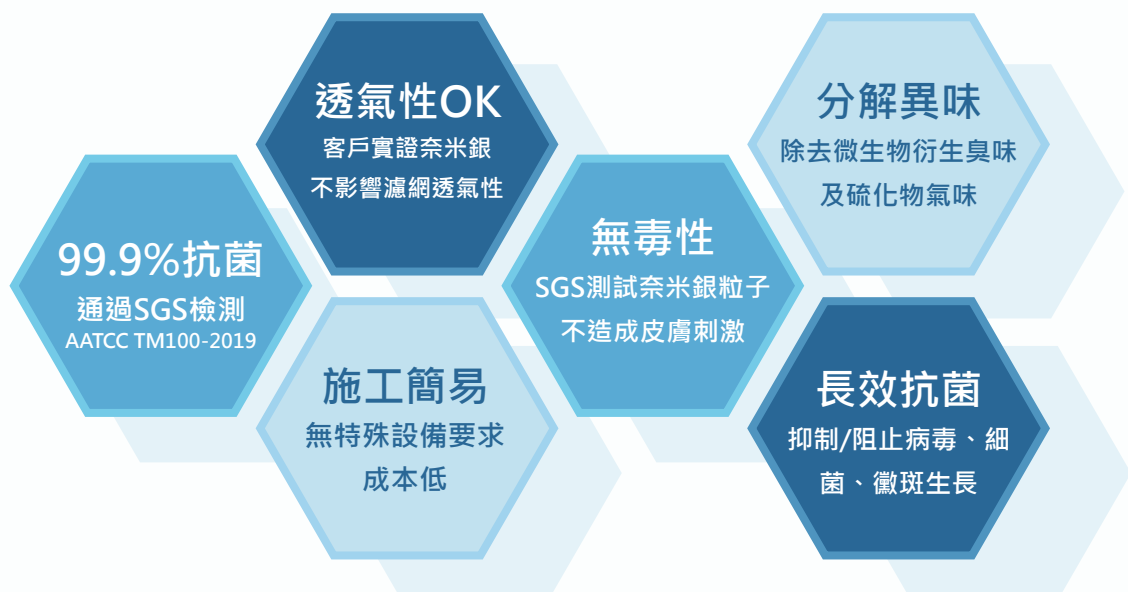 99.9%抗菌
通過SGS檢測
AATCC TM100-2019
透氣性OK
客戶實證奈米銀
不影響濾網透氣性
施工簡易
無特殊設備要求
成本低
無毒性
SGS測試奈米銀粒子
不造成皮膚刺激
分解異味
除去微生物衍生臭味
及硫化物氣味
長效抗菌
抑制/阻止病毒、細
菌、黴斑生長